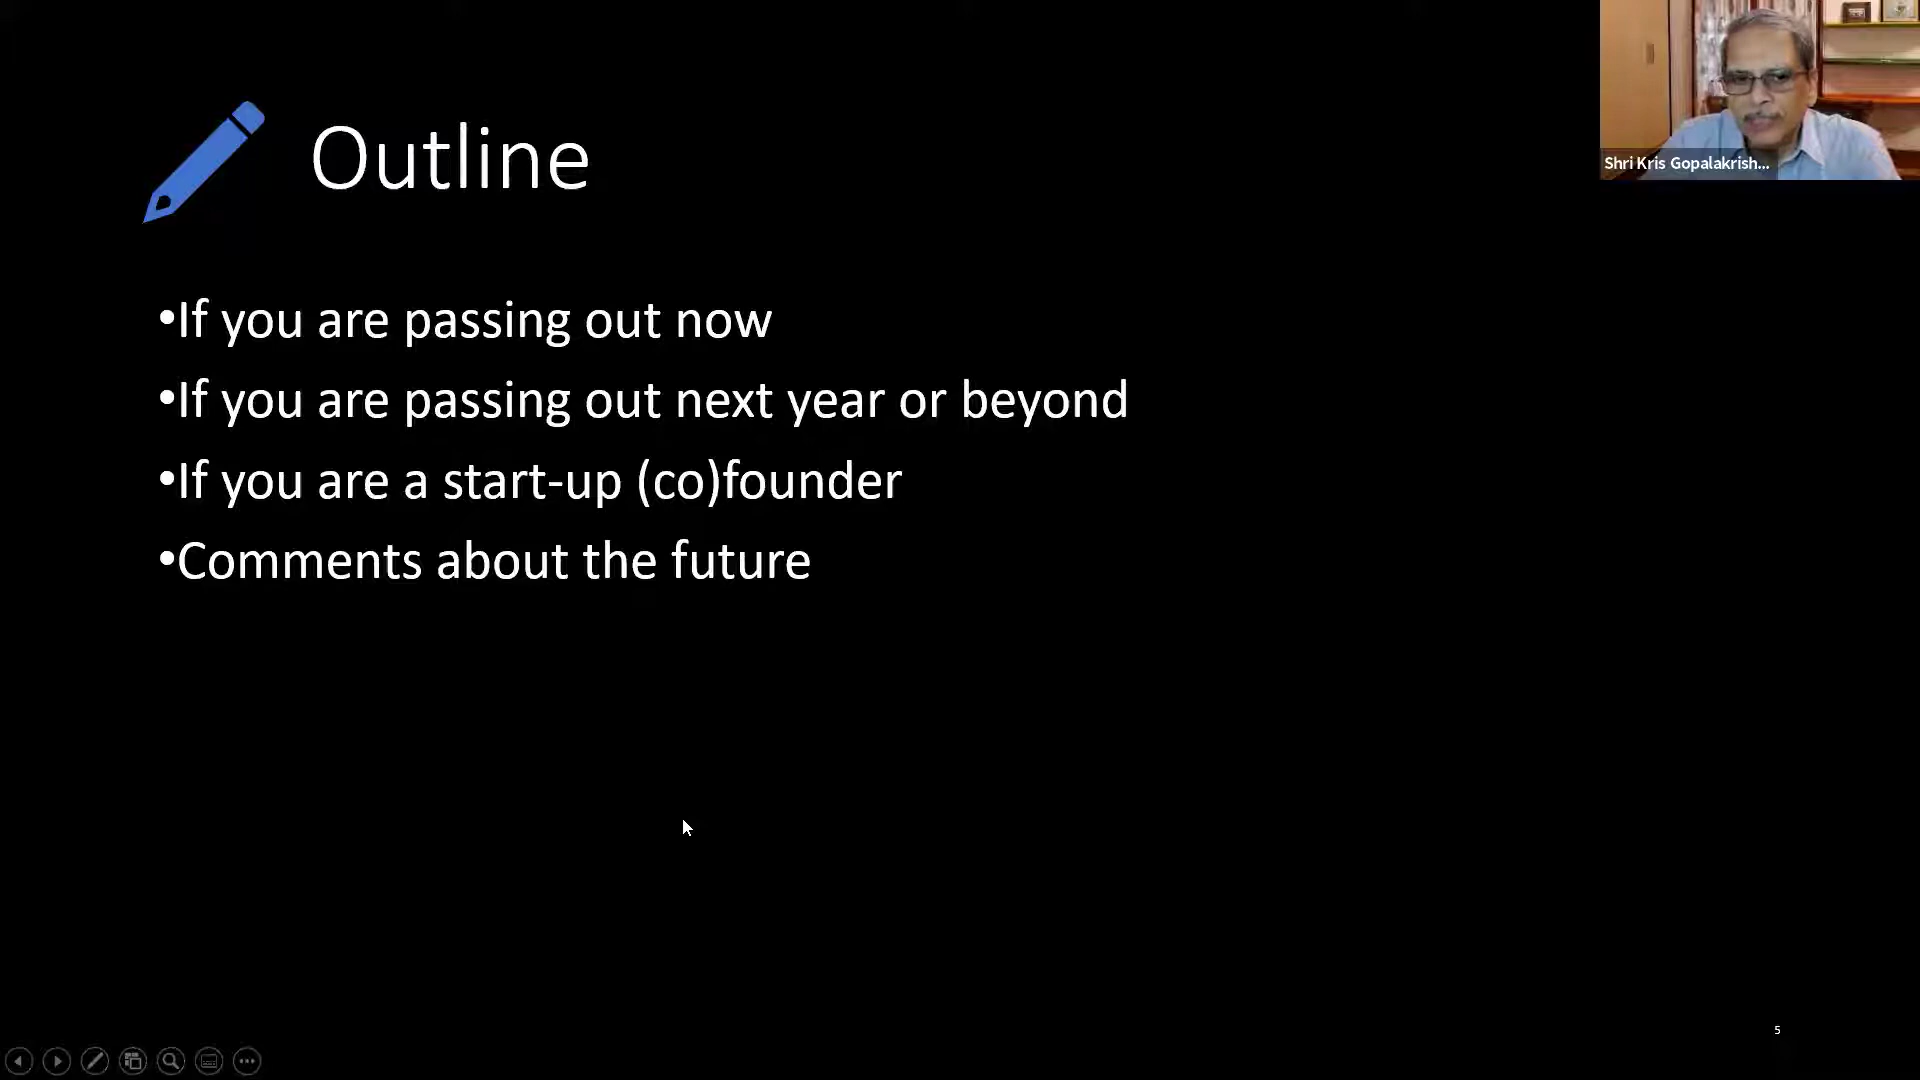 Outline
Shri Kris Gopalakrish...
•If you are passing out now
•If you are passing out next year or beyond
•If you are a start-up (co)founder
•Comments about the future
5